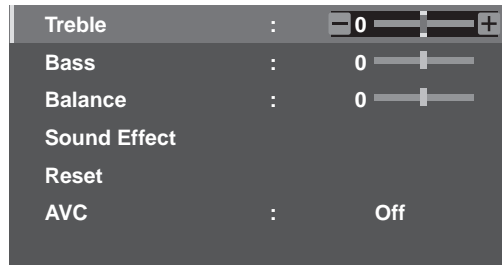 Treble : − 0 +
Bass : 0
Balance : 0
Sound Effect
Reset
AVC : Off